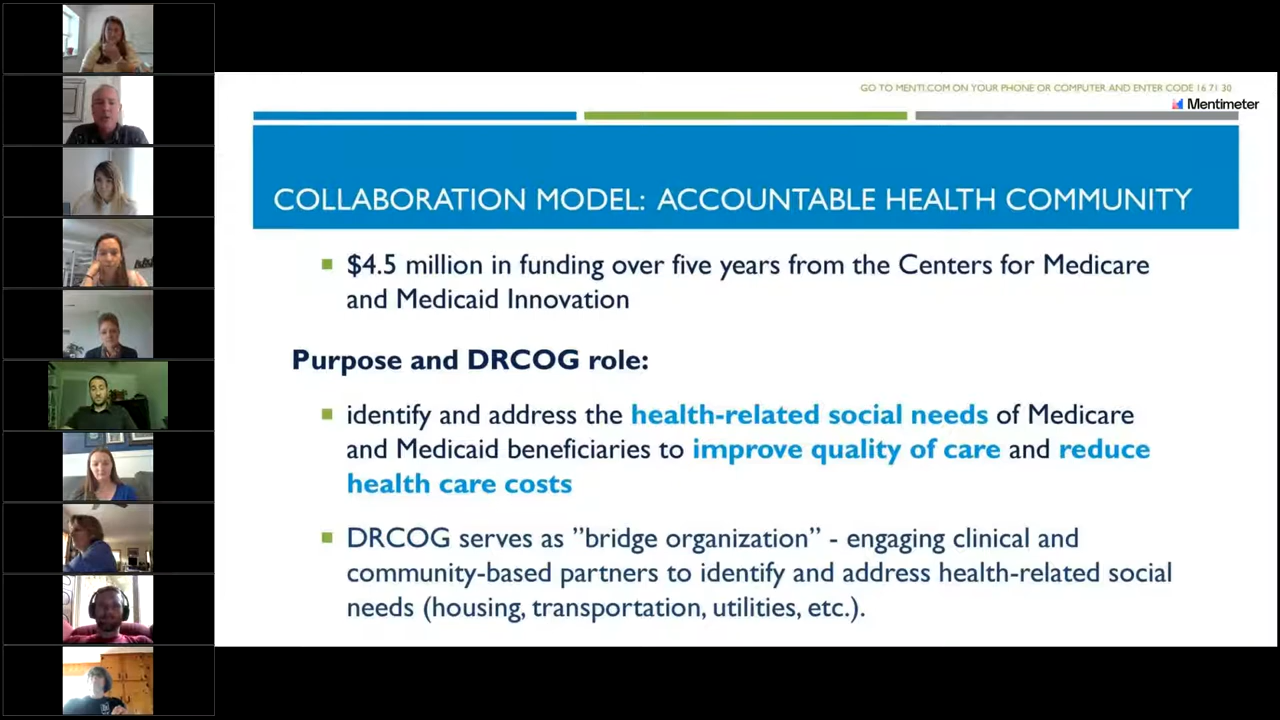 GO TO MENTI.COM ON YOUR PHONE OR COMPUTER AND ENTER CODE 16 71 30
Mentimeter
COLLABORATION MODEL: ACCOUNTABLE HEALTH COMMUNITY
$4.5 million in funding over five years from the Centers for Medicare
and Medicaid Innovation
Purpose and DRCOG role:
identify and address the health-related social needs of Medicare
and Medicaid beneficiaries to improve quality of care and reduce
health care costs
DRCOG serves as ”bridge organization” - engaging clinical and
community-based partners to identify and address health-related social
needs (housing, transportation, utilities, etc.).